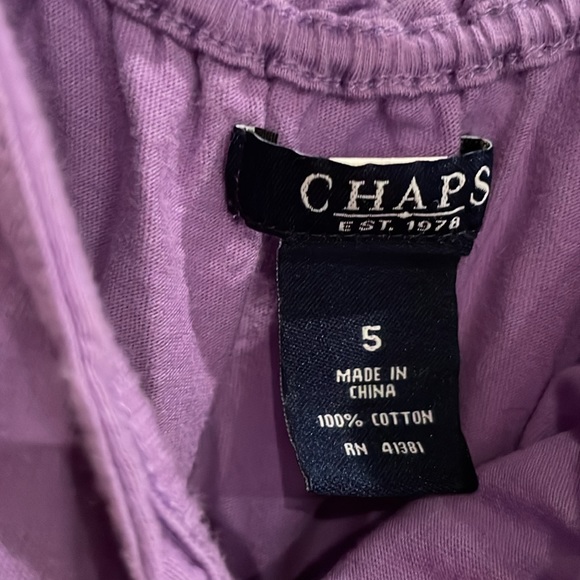 CHAPS
EST. 1978
5
MADE IN
CHINA
100% COTTON
RN 41381